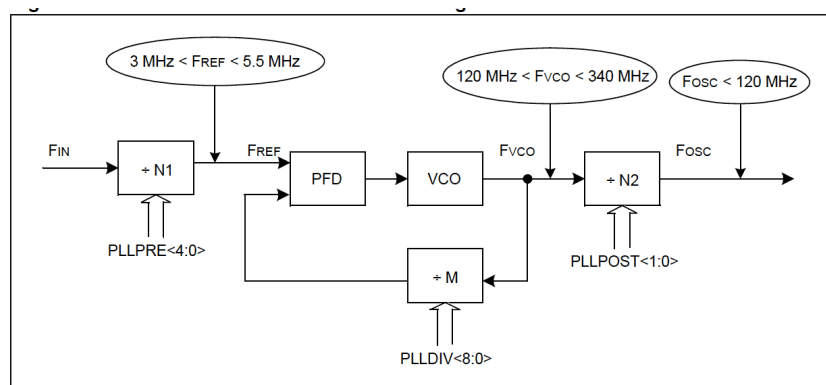 3 MHz < FREF < 5.5 MHz
120 MHz < FVCO < 340 MHz
FOSC < 120 MHz
FIN
FREF
FVCO
FOSC
÷ N1
PFD
VCO
÷ N2
PLLPRE<4:0>
PLLPOST<1:0>
÷ M
PLLDIV<8:0>